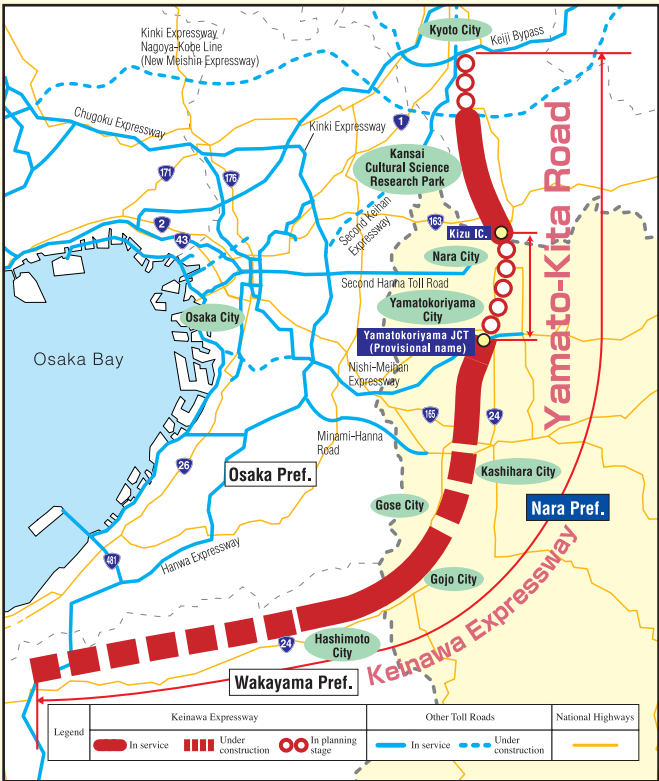 Kyoto City
Kinki Expressway
Nagoya-Kobe Line
(New Meishin Expressway)
Keiji Bypass
Chugoku Expressway
Kinki Expressway
1
171
176
Kansai
Cultural Science
Research Park
2
43
163
Second Keihan
Expressway
Kizu IC.
Nara City
Second Hanna Toll Road
Yamatokoriyama
City
Osaka City
Yamatokoriyama JCT
(Provisional name)
Osaka Bay
Nishi-Meihan
Expressway
165
24
Minami-Hanna
Road
26
Osaka Pref.
Kashihara City
Gose City
Nara Pref.
Yamato-Kita Road
481
Hanwa Expressway
Gojo City
24
Hashimoto
City
Keinawa Expressway
Wakayama Pref.
Legend
Keinawa Expressway
Other Toll Roads
National Highways
In service
Under
construction
In planning
stage
In service
Under
construction